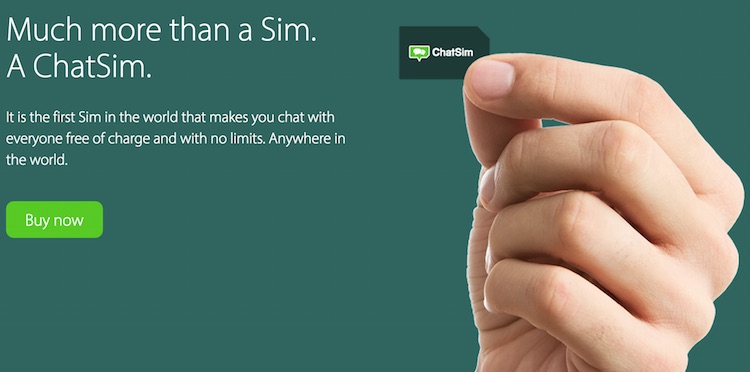 Much more than a Sim.
A ChatSim.
ChatSim
It is the first Sim in the world that makes you chat with
everyone free of charge and with no limits. Anywhere in
the world.
Buy now